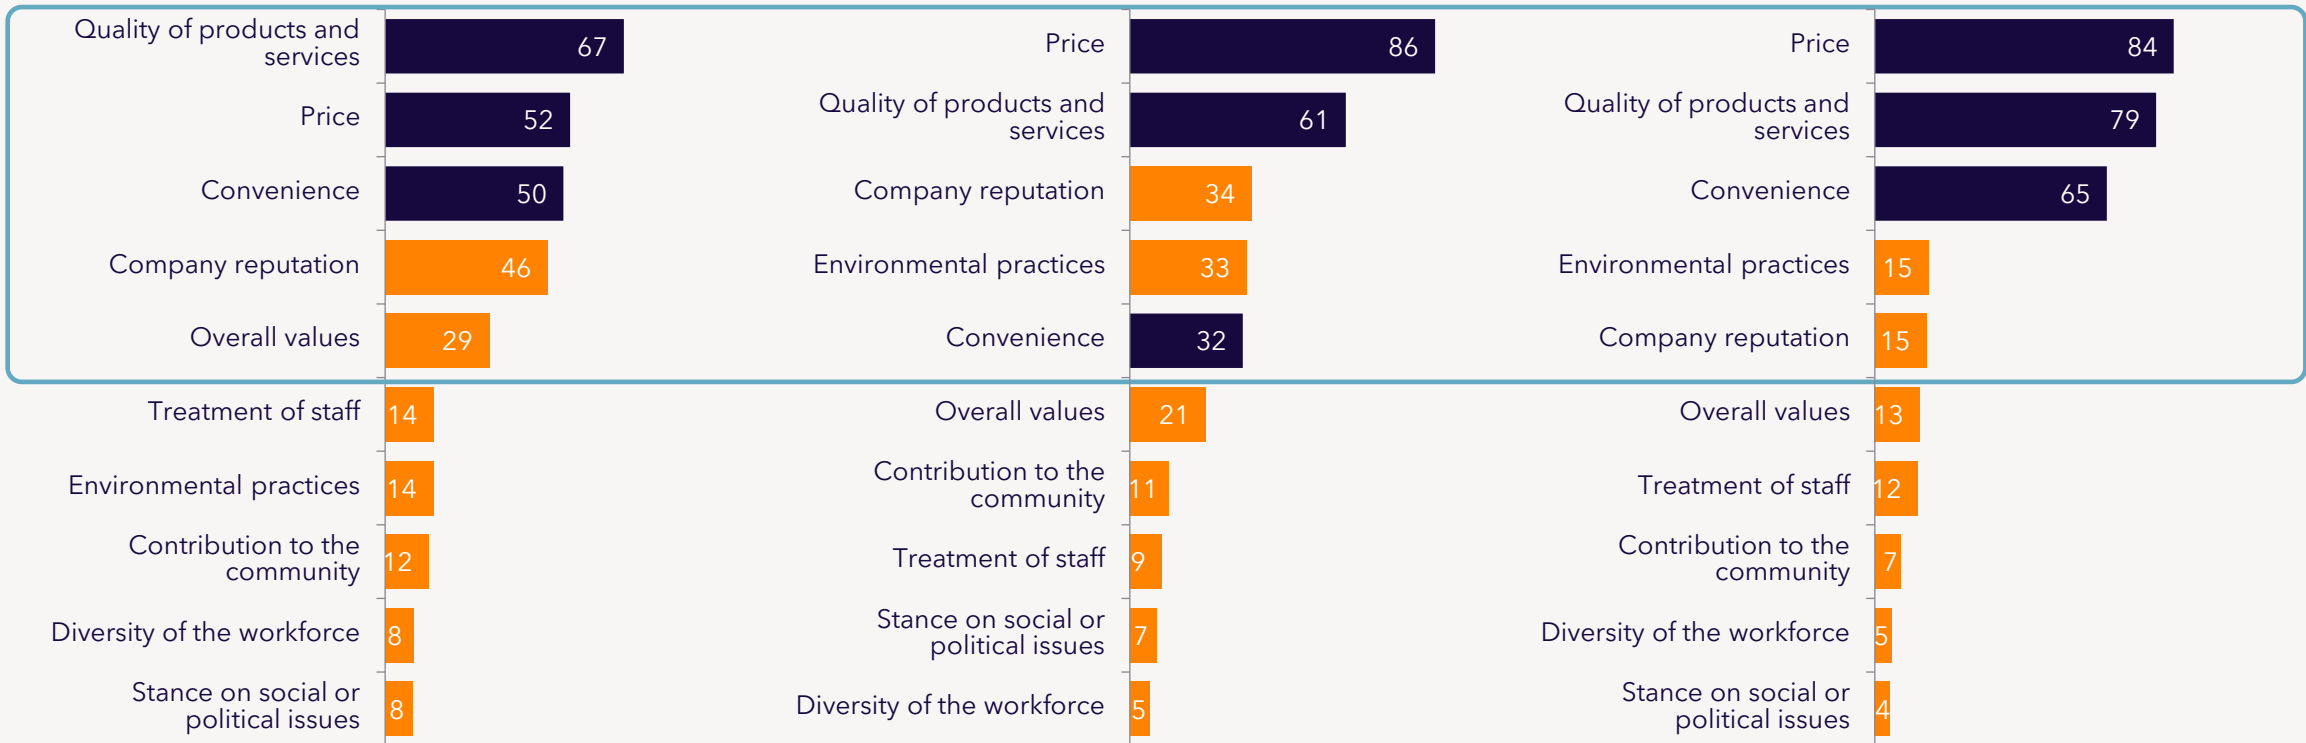 Quality of products and
services
67
Price
52
Convenience
50
Company reputation
46
Overall values
29
Treatment of staff
14
Environmental practices
14
Contribution to the
community
12
Diversity of the workforce
8
Stance on social or
political issues
8
Price
86
Quality of products and
services
61
Company reputation
34
Environmental practices
33
Convenience
32
Overall values
21
Contribution to the
community
11
Treatment of staff
9
Stance on social or
political issues
7
Diversity of the workforce
5
Price
84
Quality of products and
services
79
Convenience
65
Environmental practices
15
Company reputation
15
Overall values
13
Treatment of staff
12
Contribution to the
community
7
Diversity of the workforce
5
Stance on social or
political issues
4